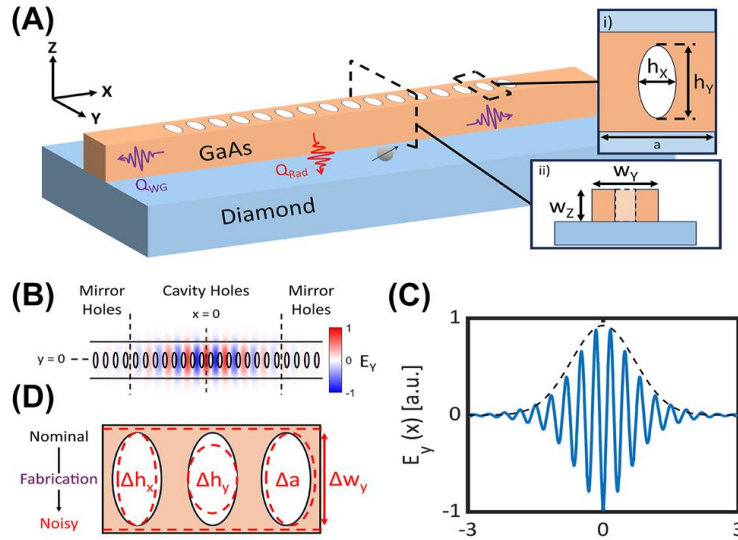 (A)
Z
X
Y
GaAs
Diamond
Q_WG
Q_Rad
i)
h_X
h_Y
a
ii)
w_Y
w_Z
(B)
Mirror
Holes
Cavity Holes
x = 0
Mirror
Holes
y = 0
1
0
-1
E_Y
(C)
1
0
-1
E_y (x) [a.u.]
-3
0
3
(D)
Nominal
Fabrication
Noisy
Δh_x
Δh_y
Δa
Δw_y